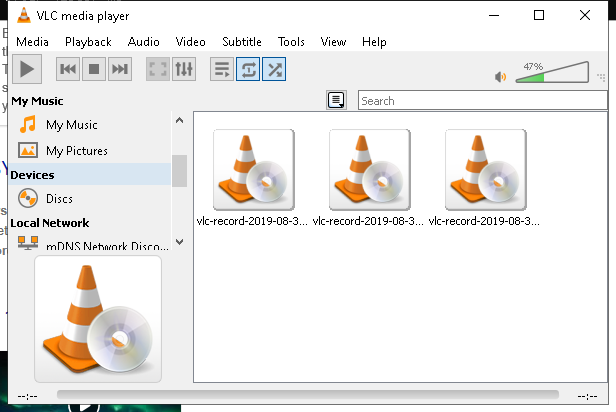 VLC media player
Media Playback Audio Video Subtitle Tools View Help
47%
Search
My Music
My Music
My Pictures
Devices
Discs
Local Network
mDNS Network Disco...
vlc-record-2019-08-3... vlc-record-2019-08-3... vlc-record-2019-08-3...
--:-- --:--